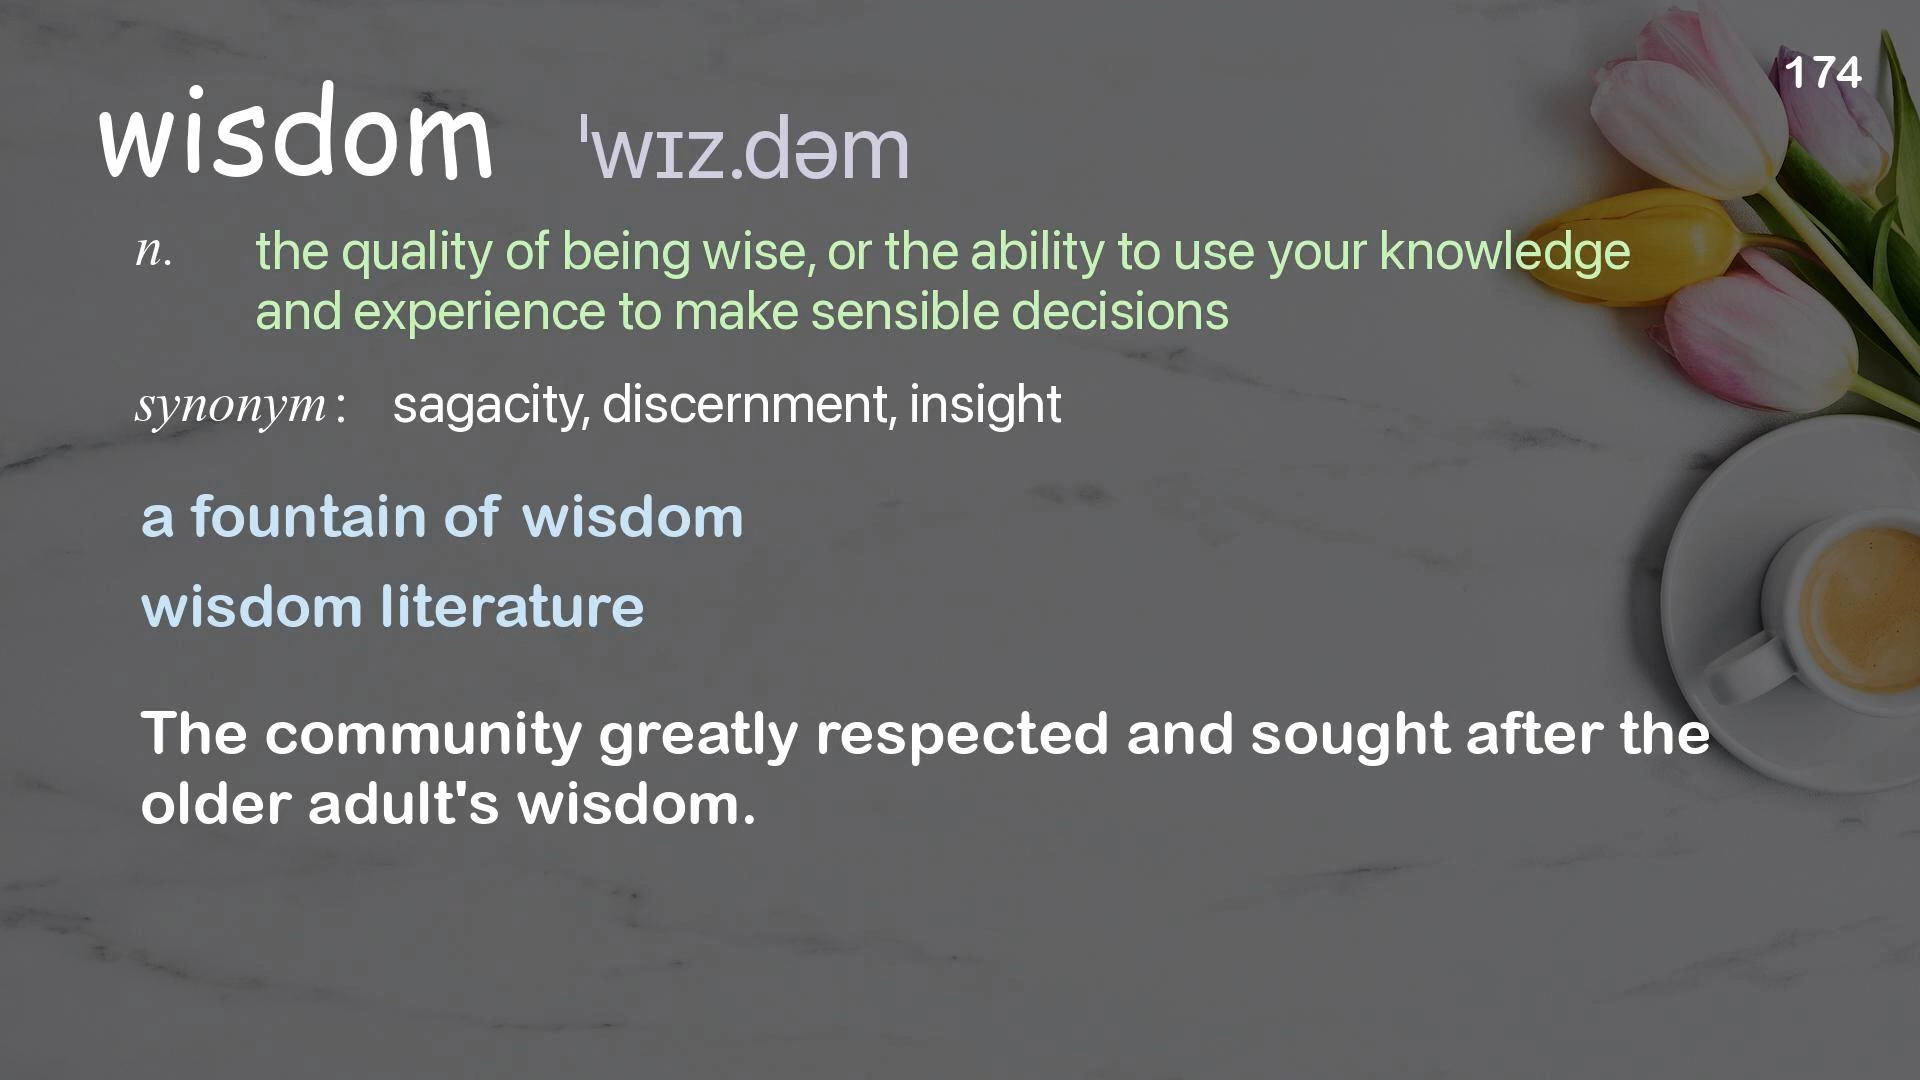 174
wisdom ˈwɪz.dəm
n. the quality of being wise, or the ability to use your knowledge
and experience to make sensible decisions
synonym: sagacity, discernment, insight
a fountain of wisdom
wisdom literature
The community greatly respected and sought after the
older adult's wisdom.